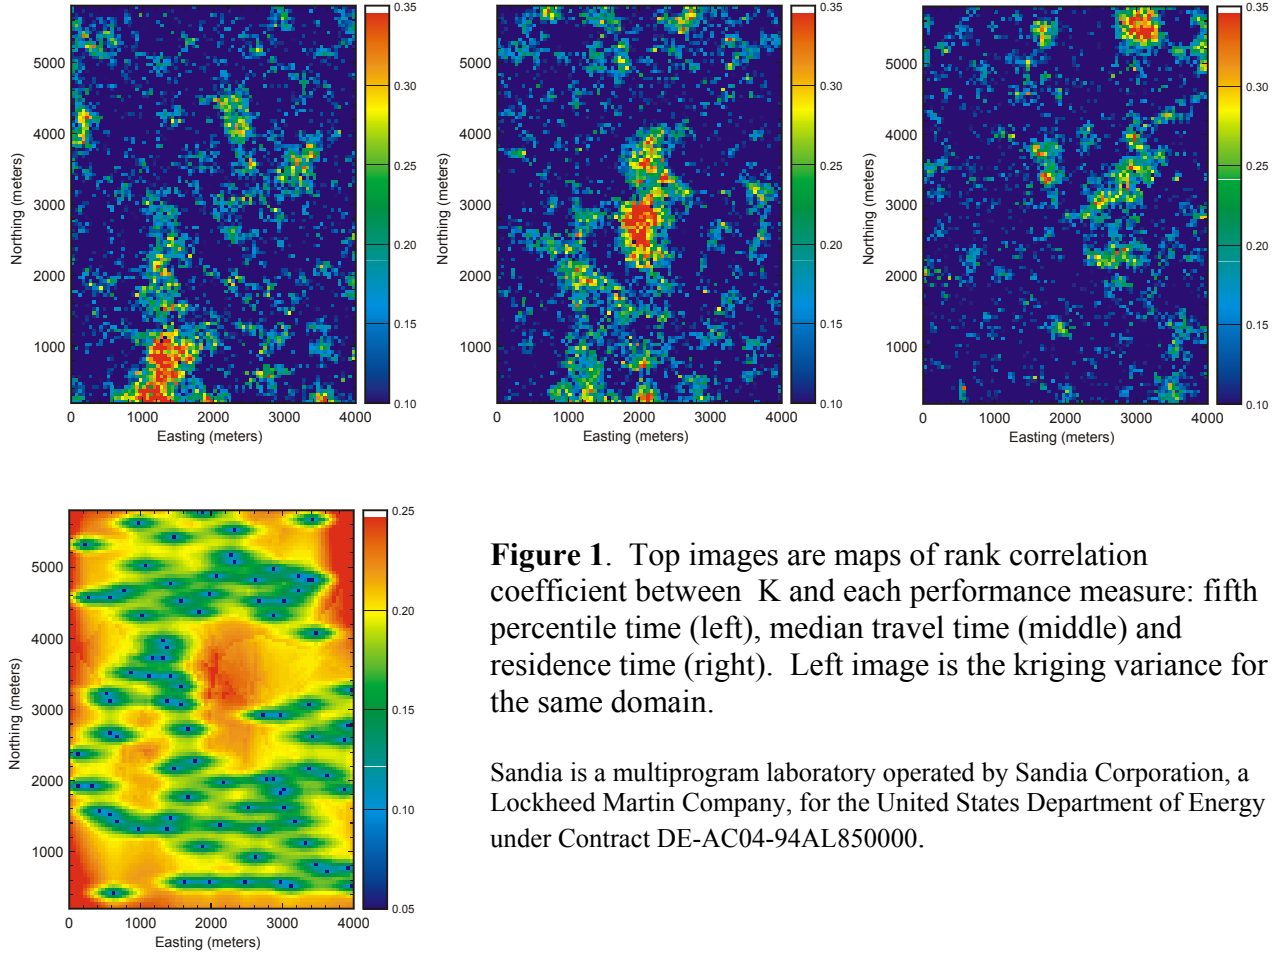 0.35
0.30
0.25
0.20
0.15
0.10
5000
4000
3000
2000
1000
0 1000 2000 3000 4000
Easting (meters)
Northing (meters)
0.35
0.30
0.25
0.20
0.15
0.10
5000
4000
3000
2000
1000
0 1000 2000 3000 4000
Easting (meters)
Northing (meters)
0.35
0.30
0.25
0.20
0.15
0.10
5000
4000
3000
2000
1000
0 1000 2000 3000 4000
Easting (meters)
Northing (meters)
0.25
0.20
0.15
0.10
0.05
5000
4000
3000
2000
1000
0 1000 2000 3000 4000
Easting (meters)
Northing (meters)
Figure 1. Top images are maps of rank correlation
coefficient between K and each performance measure: fifth
percentile time (left), median travel time (middle) and
residence time (right). Left image is the kriging variance for
the same domain.
Sandia is a multiprogram laboratory operated by Sandia Corporation, a
Lockheed Martin Company, for the United States Department of Energy
under Contract DE-AC04-94AL850000.